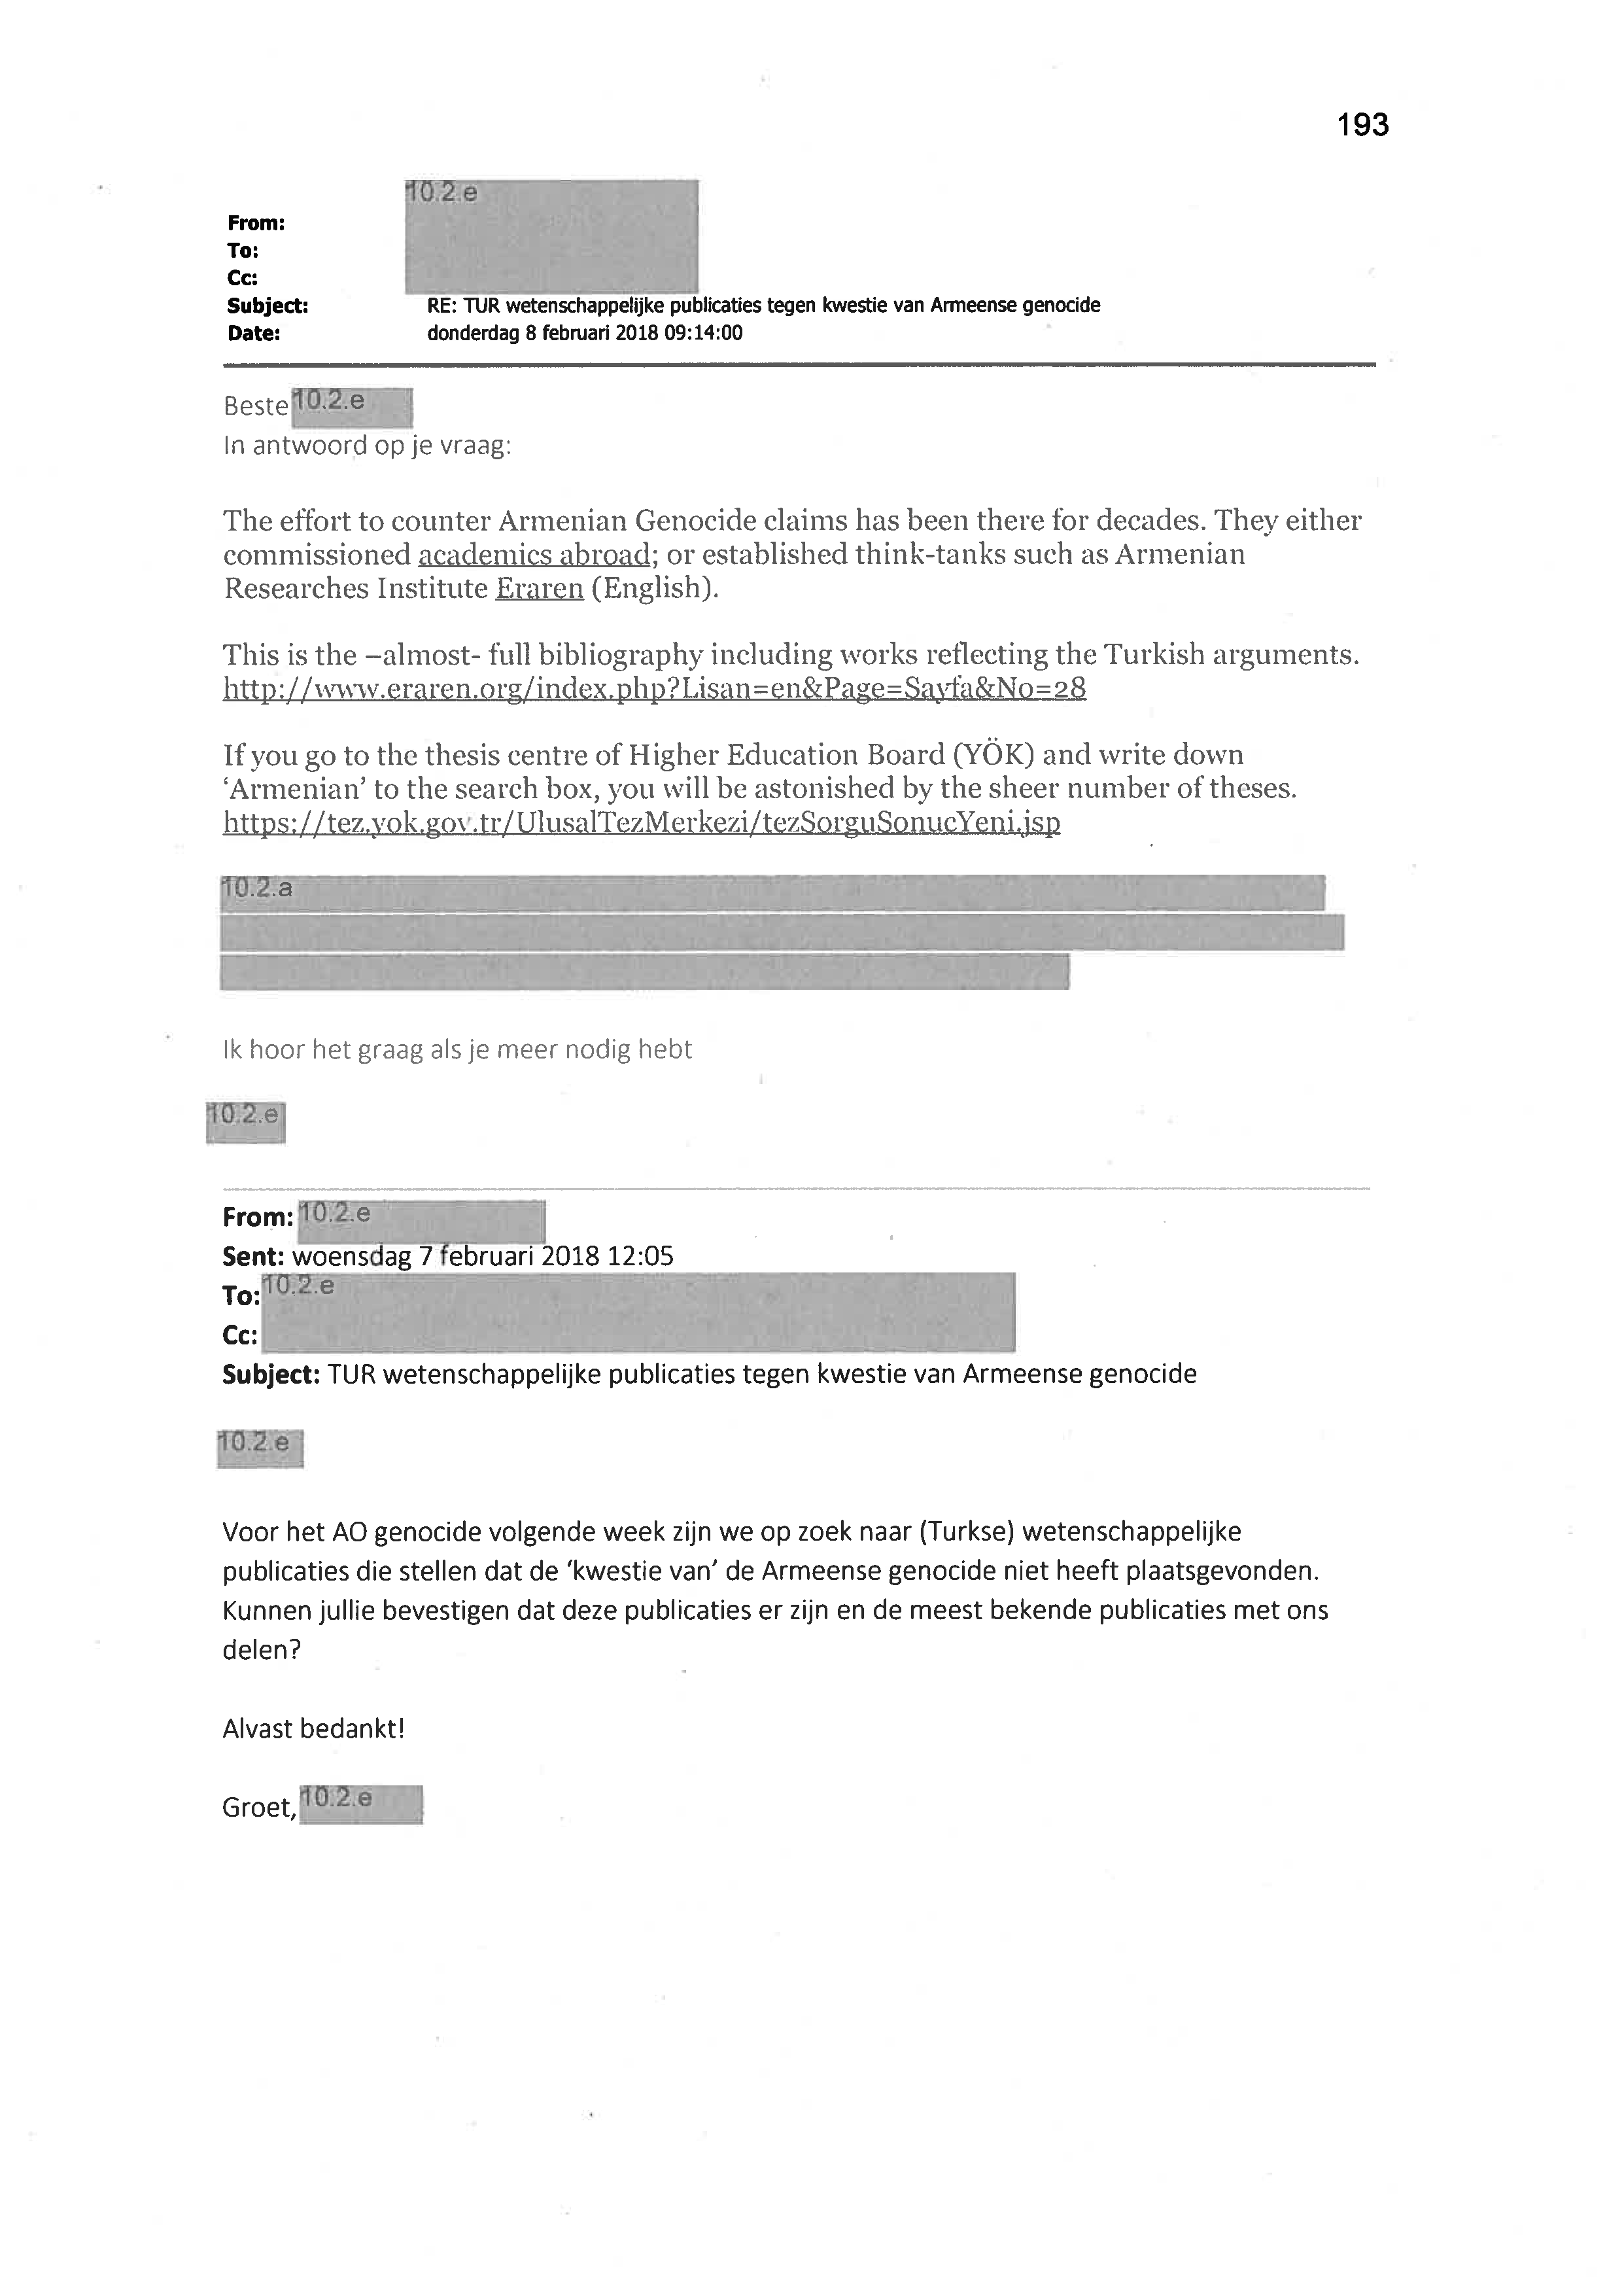 193
10.2.e
From:
To:
Cc:
Subject: RE: TUR wetenschappelijke publicaties tegen kwestie van Armeense genocide
Date: donderdag 8 februari 2018 09:14:00
Beste 10.2.e
In antwoord op je vraag:
The effort to counter Armenian Genocide claims has been there for decades. They either
commissioned academics abroad; or established think-tanks such as Armenian
Researches Institute Eraren (English).
This is the –almost- full bibliography including works reflecting the Turkish arguments.
http://www.eraren.org/index.php?Lisan=en&Page=Sayfa&No=28
If you go to the thesis centre of Higher Education Board (YÖK) and write down
‘Armenian’ to the search box, you will be astonished by the sheer number of theses.
https://tez.yok.gov.tr/UlusalTezMerkezi/tezSorguSonucYeni.jsp
10.2.a
Ik hoor het graag als je meer nodig hebt
10.2.e
From: 10.2.e
Sent: woensdag 7 februari 2018 12:05
To: 10.2.e
Cc:
Subject: TUR wetenschappelijke publicaties tegen kwestie van Armeense genocide
10.2.e
Voor het AO genocide volgende week zijn we op zoek naar (Turkse) wetenschappelijke
publicaties die stellen dat de ‘kwestie van’ de Armeense genocide niet heeft plaatsgevonden.
Kunnen jullie bevestigen dat deze publicaties er zijn en de meest bekende publicaties met ons
delen?
Alvast bedankt!
Groet, 10.2.e